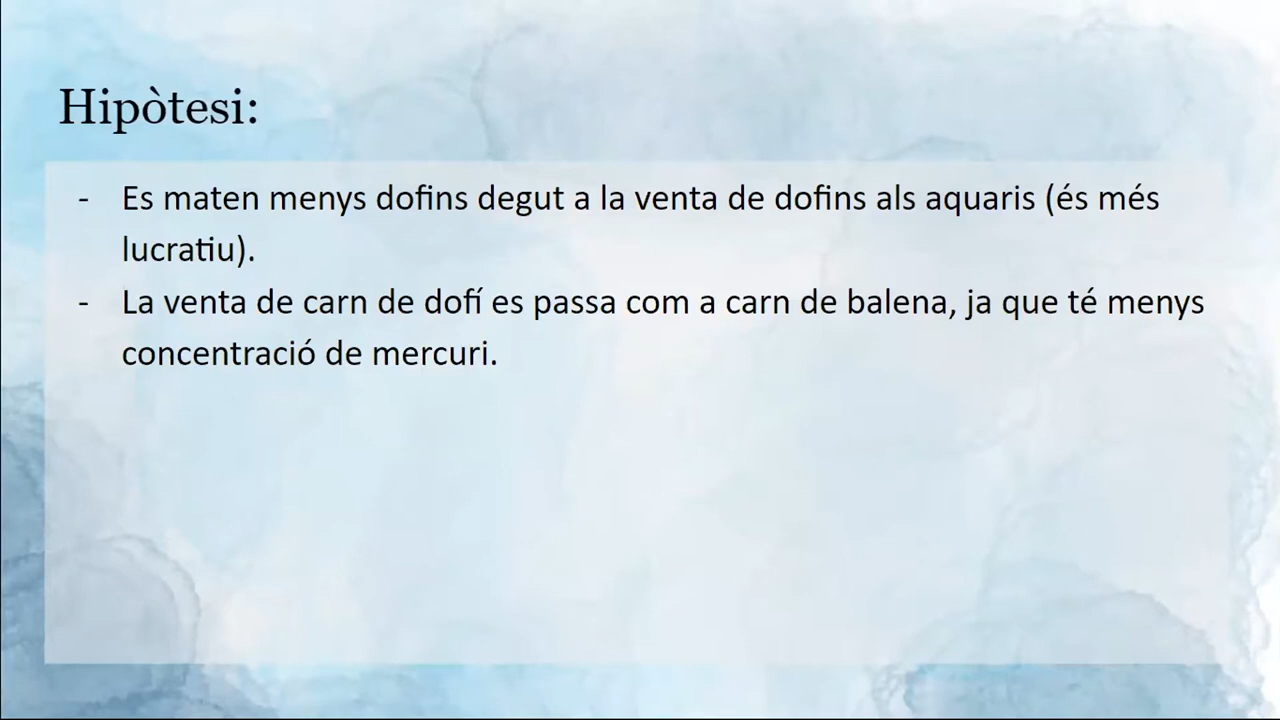 Hipòtesi:
- Es maten menys dofins degut a la venta de dofins als aquaris (és més
lucratiu).
- La venta de carn de dofí es passa com a carn de balena, ja que té menys
concentració de mercuri.